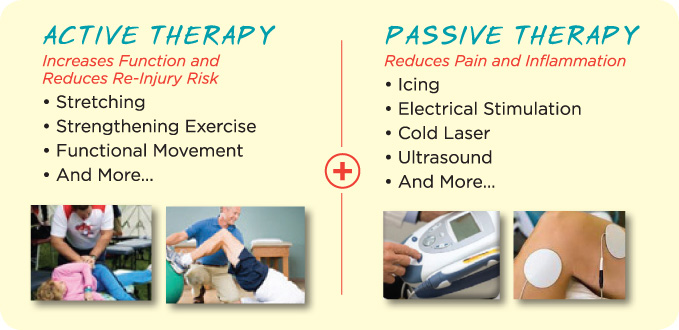 ACTIVE THERAPY
Increases Function and
Reduces Re-Injury Risk
• Stretching
• Strengthening Exercise
• Functional Movement
• And More...
PASSIVE THERAPY
Reduces Pain and Inflammation
• Icing
• Electrical Stimulation
• Cold Laser
• Ultrasound
• And More...